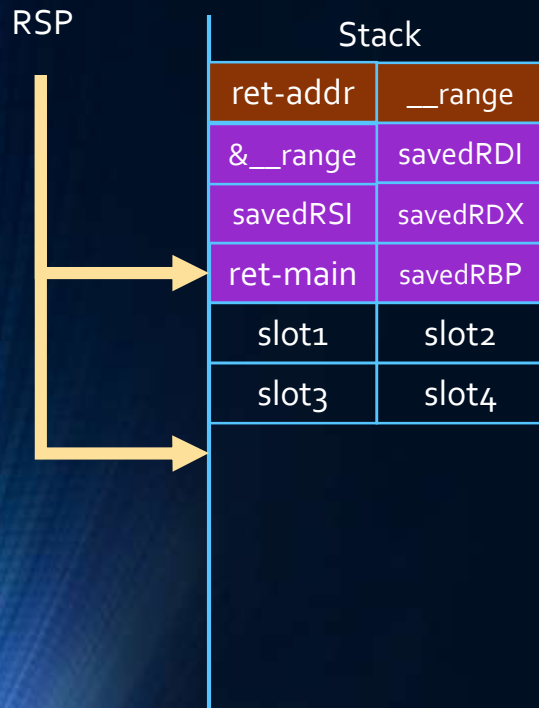 RSP
Stack
ret-addr __range
&__range savedRDI
savedRSI savedRDX
ret-main savedRBP
slot1 slot2
slot3 slot4